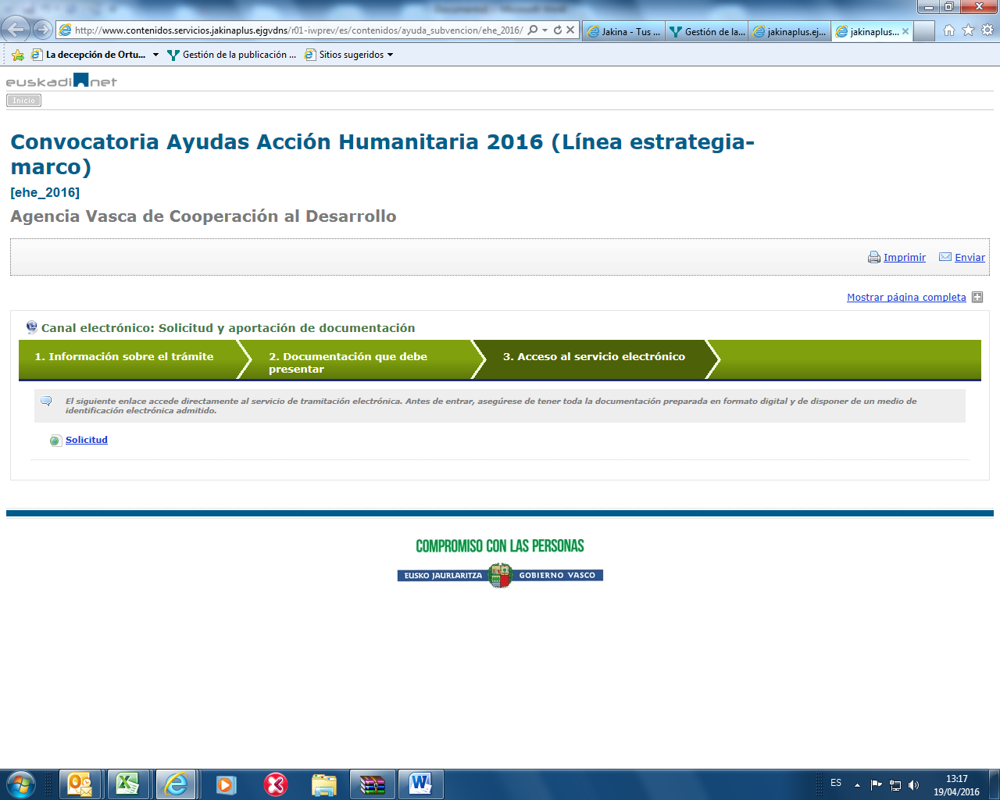 http://www.contenidos.servicios.jakinaplus.ejgvdns/r01-iwprev/es/contenidos/ayuda_subvencion/ehe_2016/
Jakina - Tus ...
Gestión de la...
jakinaplus.ej...
jakinaplus...
La decepción de Ortu...
Gestión de la publicación ...
Sitios sugeridos
euskadi.net
Inicio
Convocatoria Ayudas Acción Humanitaria 2016 (Línea estrategia-
marco)
[ehe_2016]
Agencia Vasca de Cooperación al Desarrollo
Imprimir
Enviar
Mostrar página completa
Canal electrónico: Solicitud y aportación de documentación
1. Información sobre el trámite
2. Documentación que debe
presentar
3. Acceso al servicio electrónico
El siguiente enlace accede directamente al servicio de tramitación electrónica. Antes de entrar, asegúrese de tener toda la documentación preparada en formato digital y de disponer de un medio de
identificación electrónica admitido.
Solicitud
COMPROMISO CON LAS PERSONAS
EUSKO JAURLARITZA
GOBIERNO VASCO
ES
13:17
19/04/2016